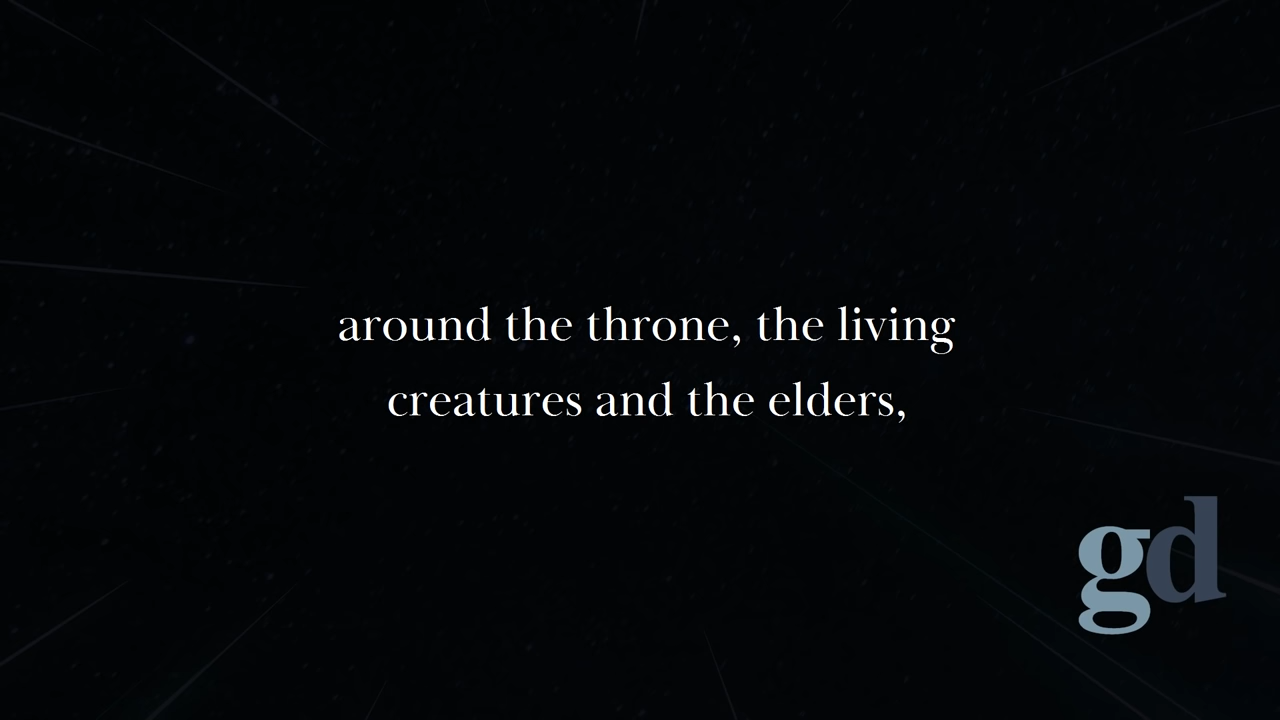 around the throne, the living
creatures and the elders,
gd